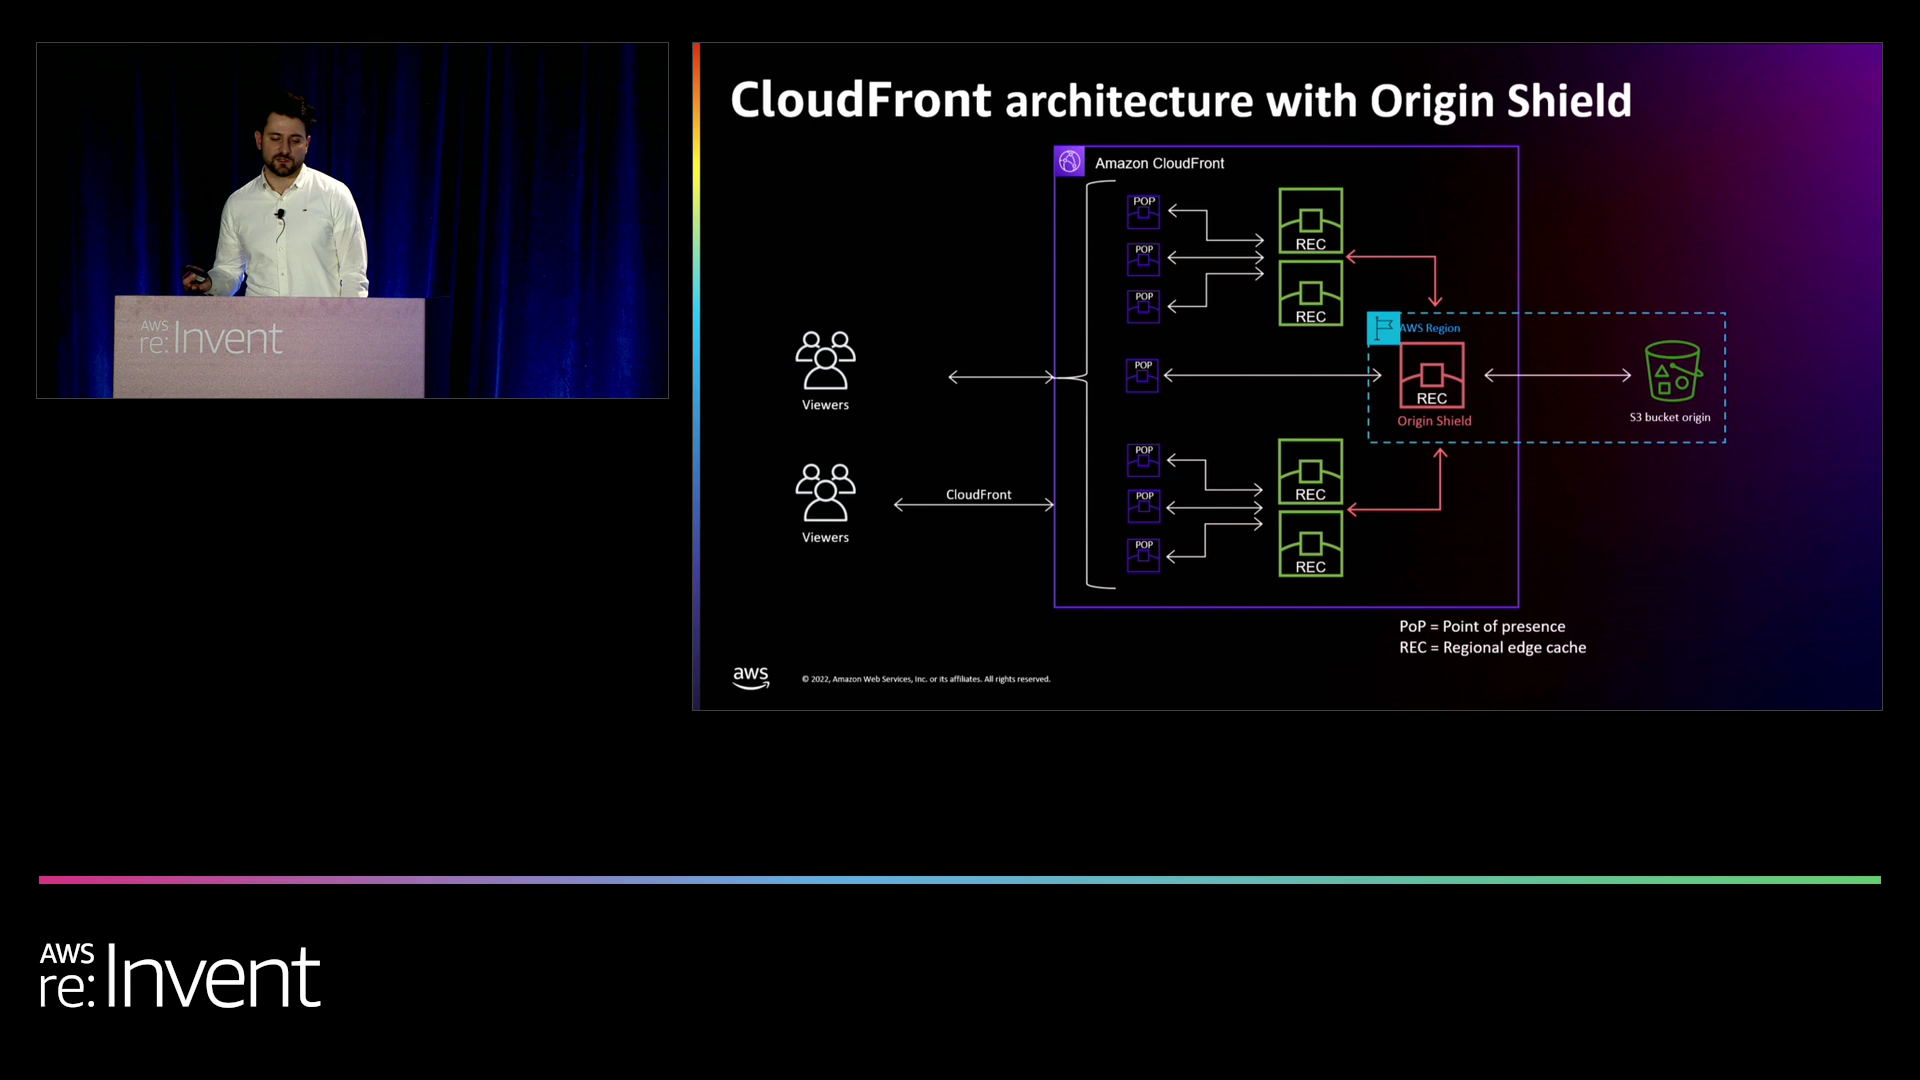 AWS
re:Invent
CloudFront architecture with Origin Shield
Amazon CloudFront
POP
REC
POP
POP
REC
AWS Region
Viewers
POP
REC
Origin Shield
S3 bucket origin
POP
CloudFront
POP
REC
Viewers
POP
REC
PoP = Point of presence
REC = Regional edge cache
aws
© 2022, Amazon Web Services, Inc. or its affiliates. All rights reserved.
AWS
re:Invent